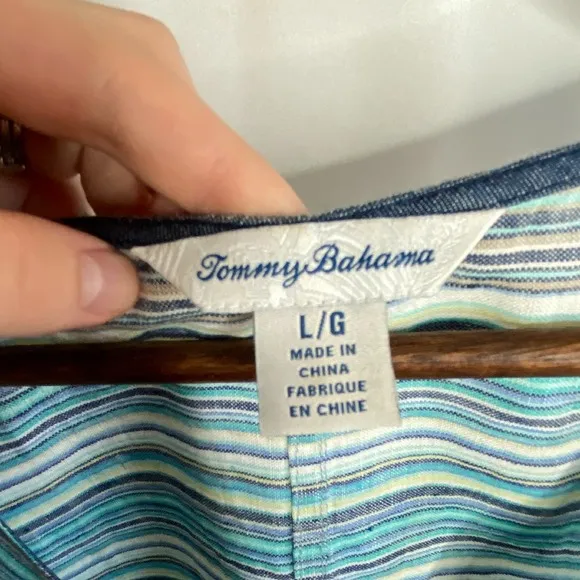 Tommy Bahama
L/G
MADE IN
CHINA
FABRIQUE
EN CHINE